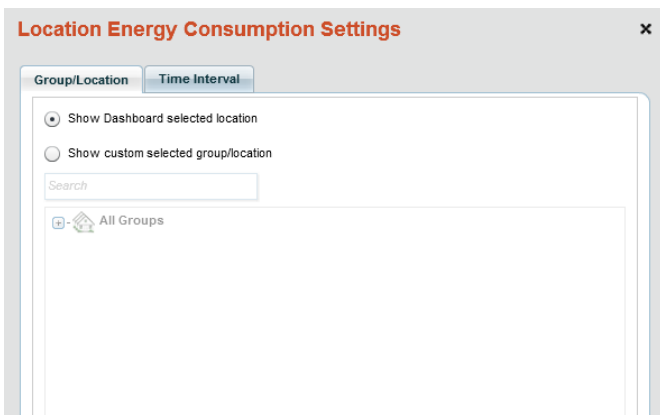 Location Energy Consumption Settings
Group/Location Time Interval
Show Dashboard selected location
Show custom selected group/location
Search
All Groups